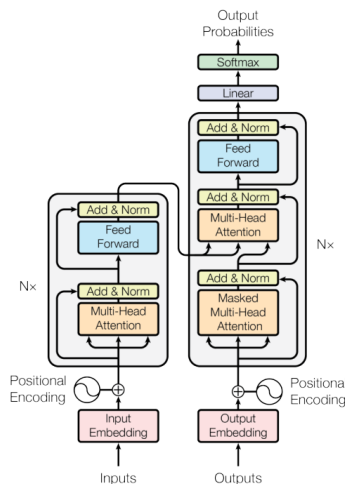 Output
Probabilities
Softmax
Linear
Add & Norm
Feed
Forward
Add & Norm
Multi-Head
Attention
Add & Norm
Masked
Multi-Head
Attention
N×
Positiona
Encoding
Output
Embedding
Outputs
Add & Norm
Feed
Forward
Add & Norm
Multi-Head
Attention
N×
Positional
Encoding
Input
Embedding
Inputs